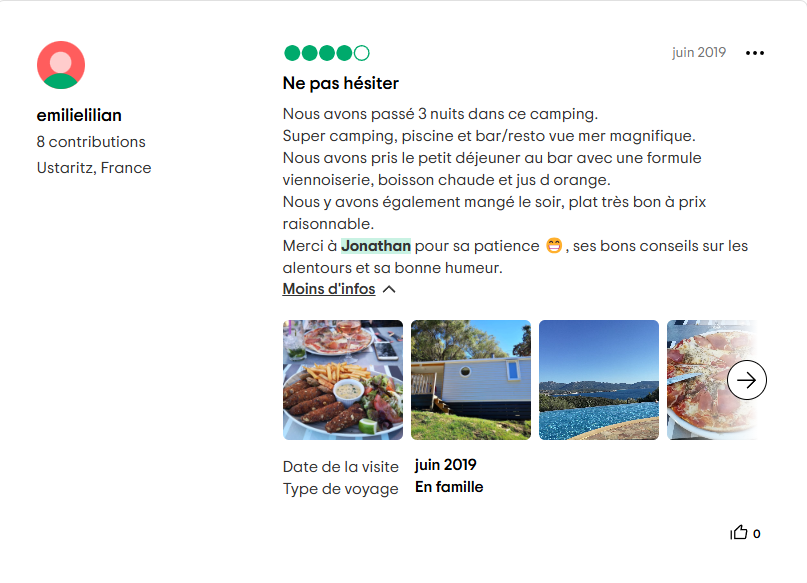 juin 2019
Ne pas hésiter
emilielilian
8 contributions
Ustaritz, France
Nous avons passé 3 nuits dans ce camping.
Super camping, piscine et bar/resto vue mer magnifique.
Nous avons pris le petit déjeuner au bar avec une formule
viennoiserie, boisson chaude et jus d orange.
Nous y avons également mangé le soir, plat très bon à prix
raisonnable.
Merci à Jonathan pour sa patience 😁 , ses bons conseils sur les
alentours et sa bonne humeur.
Moins d'infos
Date de la visite juin 2019
Type de voyage En famille
0